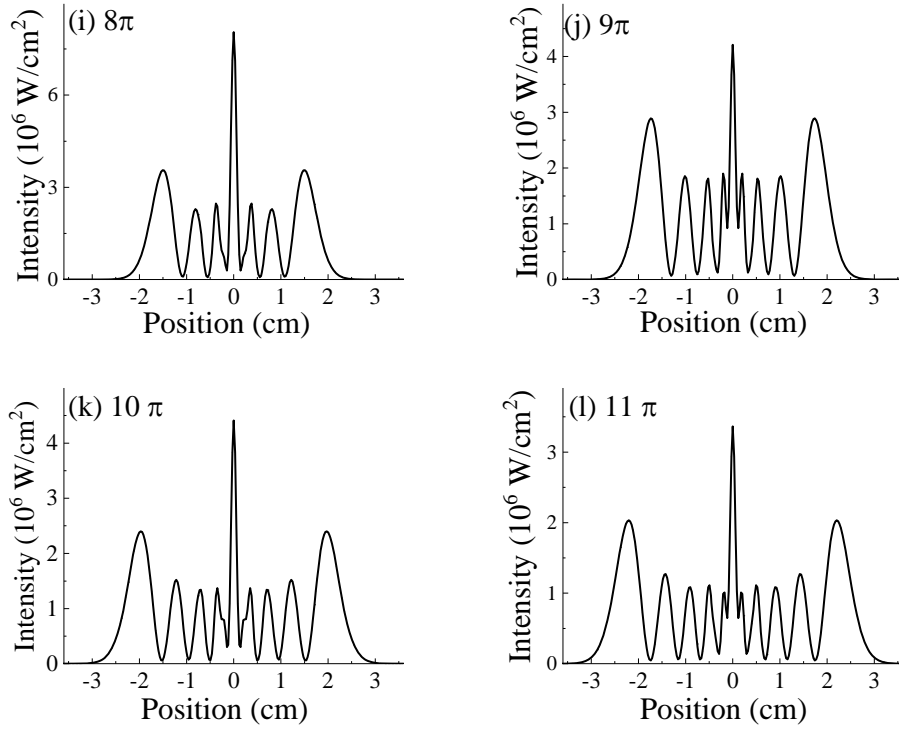 (i) 8π
Intensity (10⁶ W/cm²)
6
3
0
-3 -2 -1 0 1 2 3
Position (cm)
(j) 9π
Intensity (10⁶ W/cm²)
4
3
2
1
0
-3 -2 -1 0 1 2 3
Position (cm)
(k) 10 π
Intensity (10⁶ W/cm²)
4
3
2
1
0
-3 -2 -1 0 1 2 3
Position (cm)
(l) 11 π
Intensity (10⁶ W/cm²)
3
2
1
0
-3 -2 -1 0 1 2 3
Position (cm)